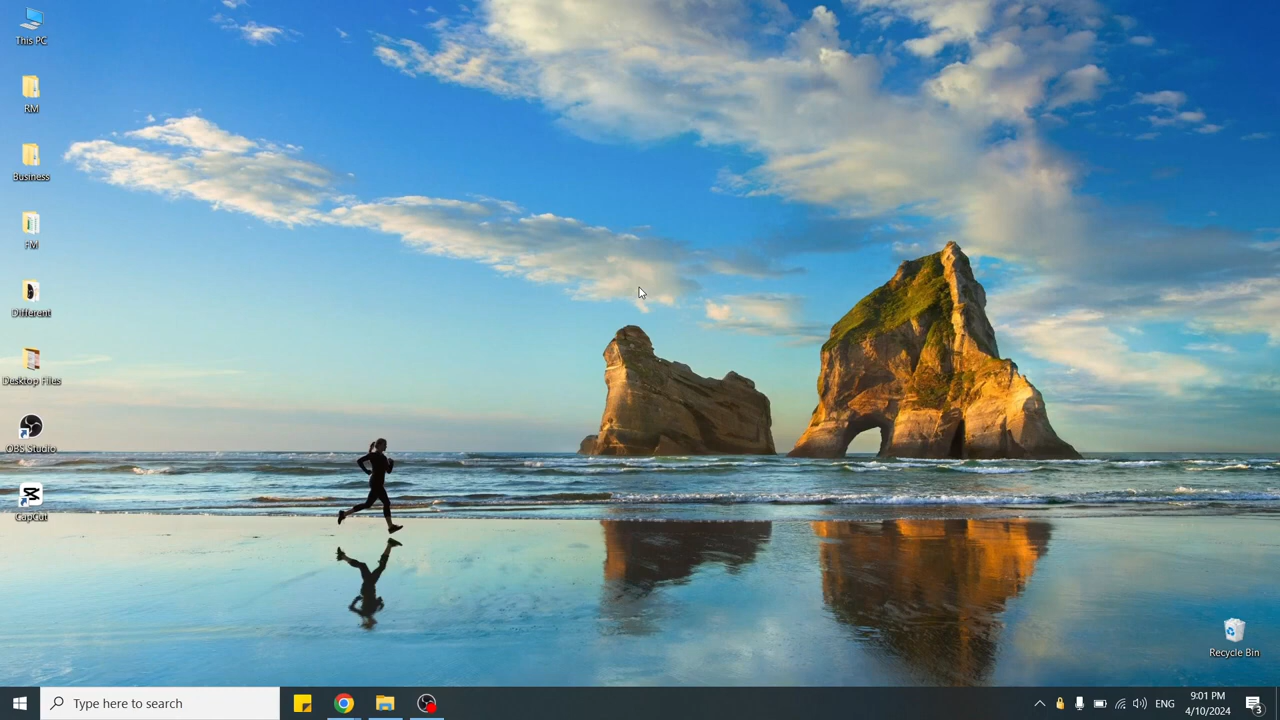 This PC
RM
Business
FM
Different
Desktop Files
OBS Studio
CapCut
Recycle Bin
Type here to search
ENG
9:01 PM
4/10/2024
3